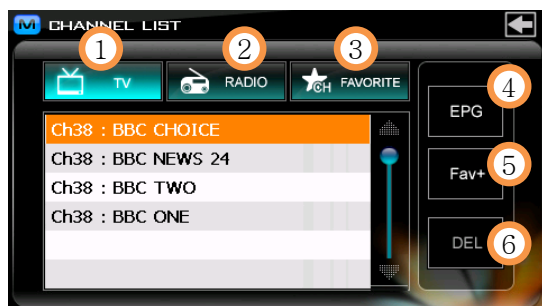 M CHANNEL LIST
1 2 3
TV RADIO CH FAVORITE
4
EPG
Ch38 : BBC CHOICE
Ch38 : BBC NEWS 24
5
Fav+
Ch38 : BBC TWO
Ch38 : BBC ONE
DEL 6